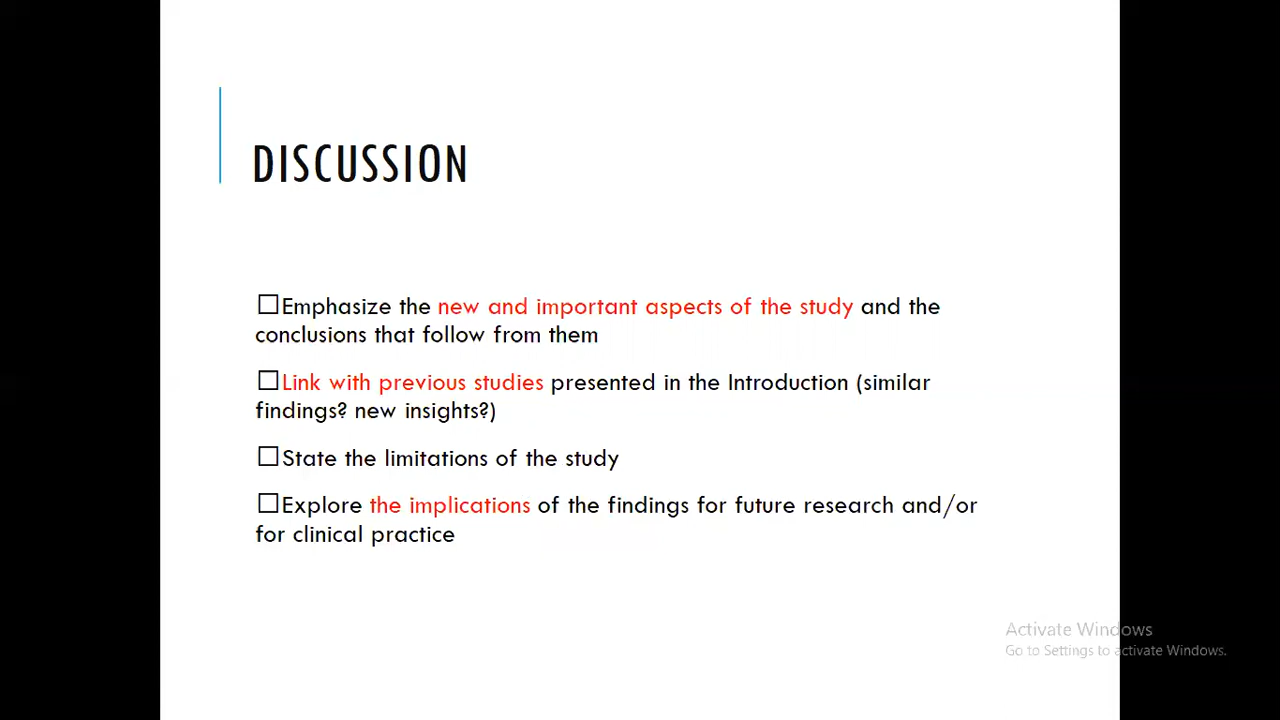 DISCUSSION
☐Emphasize the new and important aspects of the study and the
conclusions that follow from them
☐Link with previous studies presented in the Introduction (similar
findings? new insights?)
☐State the limitations of the study
☐Explore the implications of the findings for future research and/or
for clinical practice
Activate Windows
Go to Settings to activate Windows.